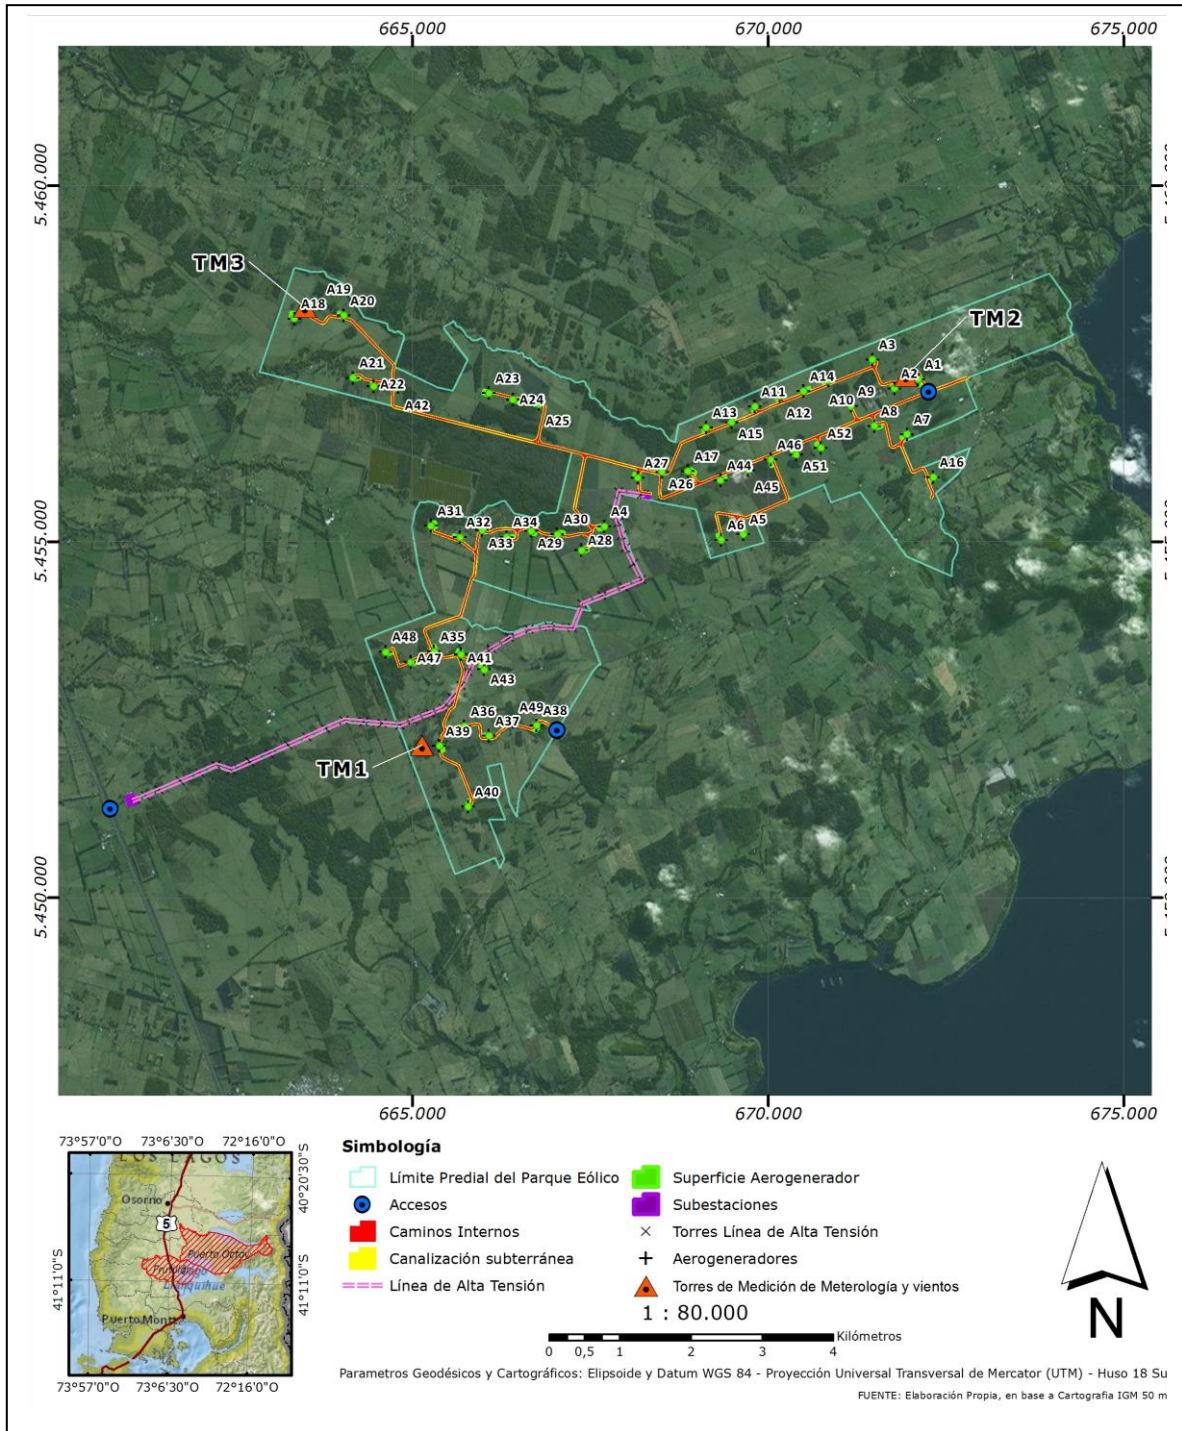 665.000 670.000 675.000
5.460.000
5.455.000
5.450.000
TM3
A18
A19
A20
TM2
A3
A1
A2
A21
A22
A42
A23
A24
A25
A14
A11
A12
A9
A10
A8
A7
A13
A15
A46
A52
A51
A16
A27
A17
A44
A26
A45
A31
A32
A34
A33
A30
A29
A4
A28
A6
A5
A48
A35
A47
A41
A43
A36
A37
A49
A38
A39
TM1
A40
665.000 670.000 675.000
73°57'0"O 73°6'30"O 72°16'0"O
40°20'30"S
41°11'0"S
41°11'0"S
LOS LAGOS
Osorno
5
Puerto Octay
Llanquihue
Puerto Montt
73°57'0"O 73°6'30"O 72°16'0"O
Simbología
Límite Predial del Parque Eólico
Accesos
Caminos Internos
Canalización subterránea
Línea de Alta Tensión
Superficie Aerogenerador
Subestaciones
Torres Línea de Alta Tensión
Aerogeneradores
Torres de Medición de Meterología y vientos
1 : 80.000
Kilómetros
0 0,5 1 2 3 4
N
Parametros Geodésicos y Cartográficos: Elipsoide y Datum WGS 84 - Proyección Universal Transversal de Mercator (UTM) - Huso 18 Su
FUENTE: Elaboración Propia, en base a Cartografia IGM 50 m